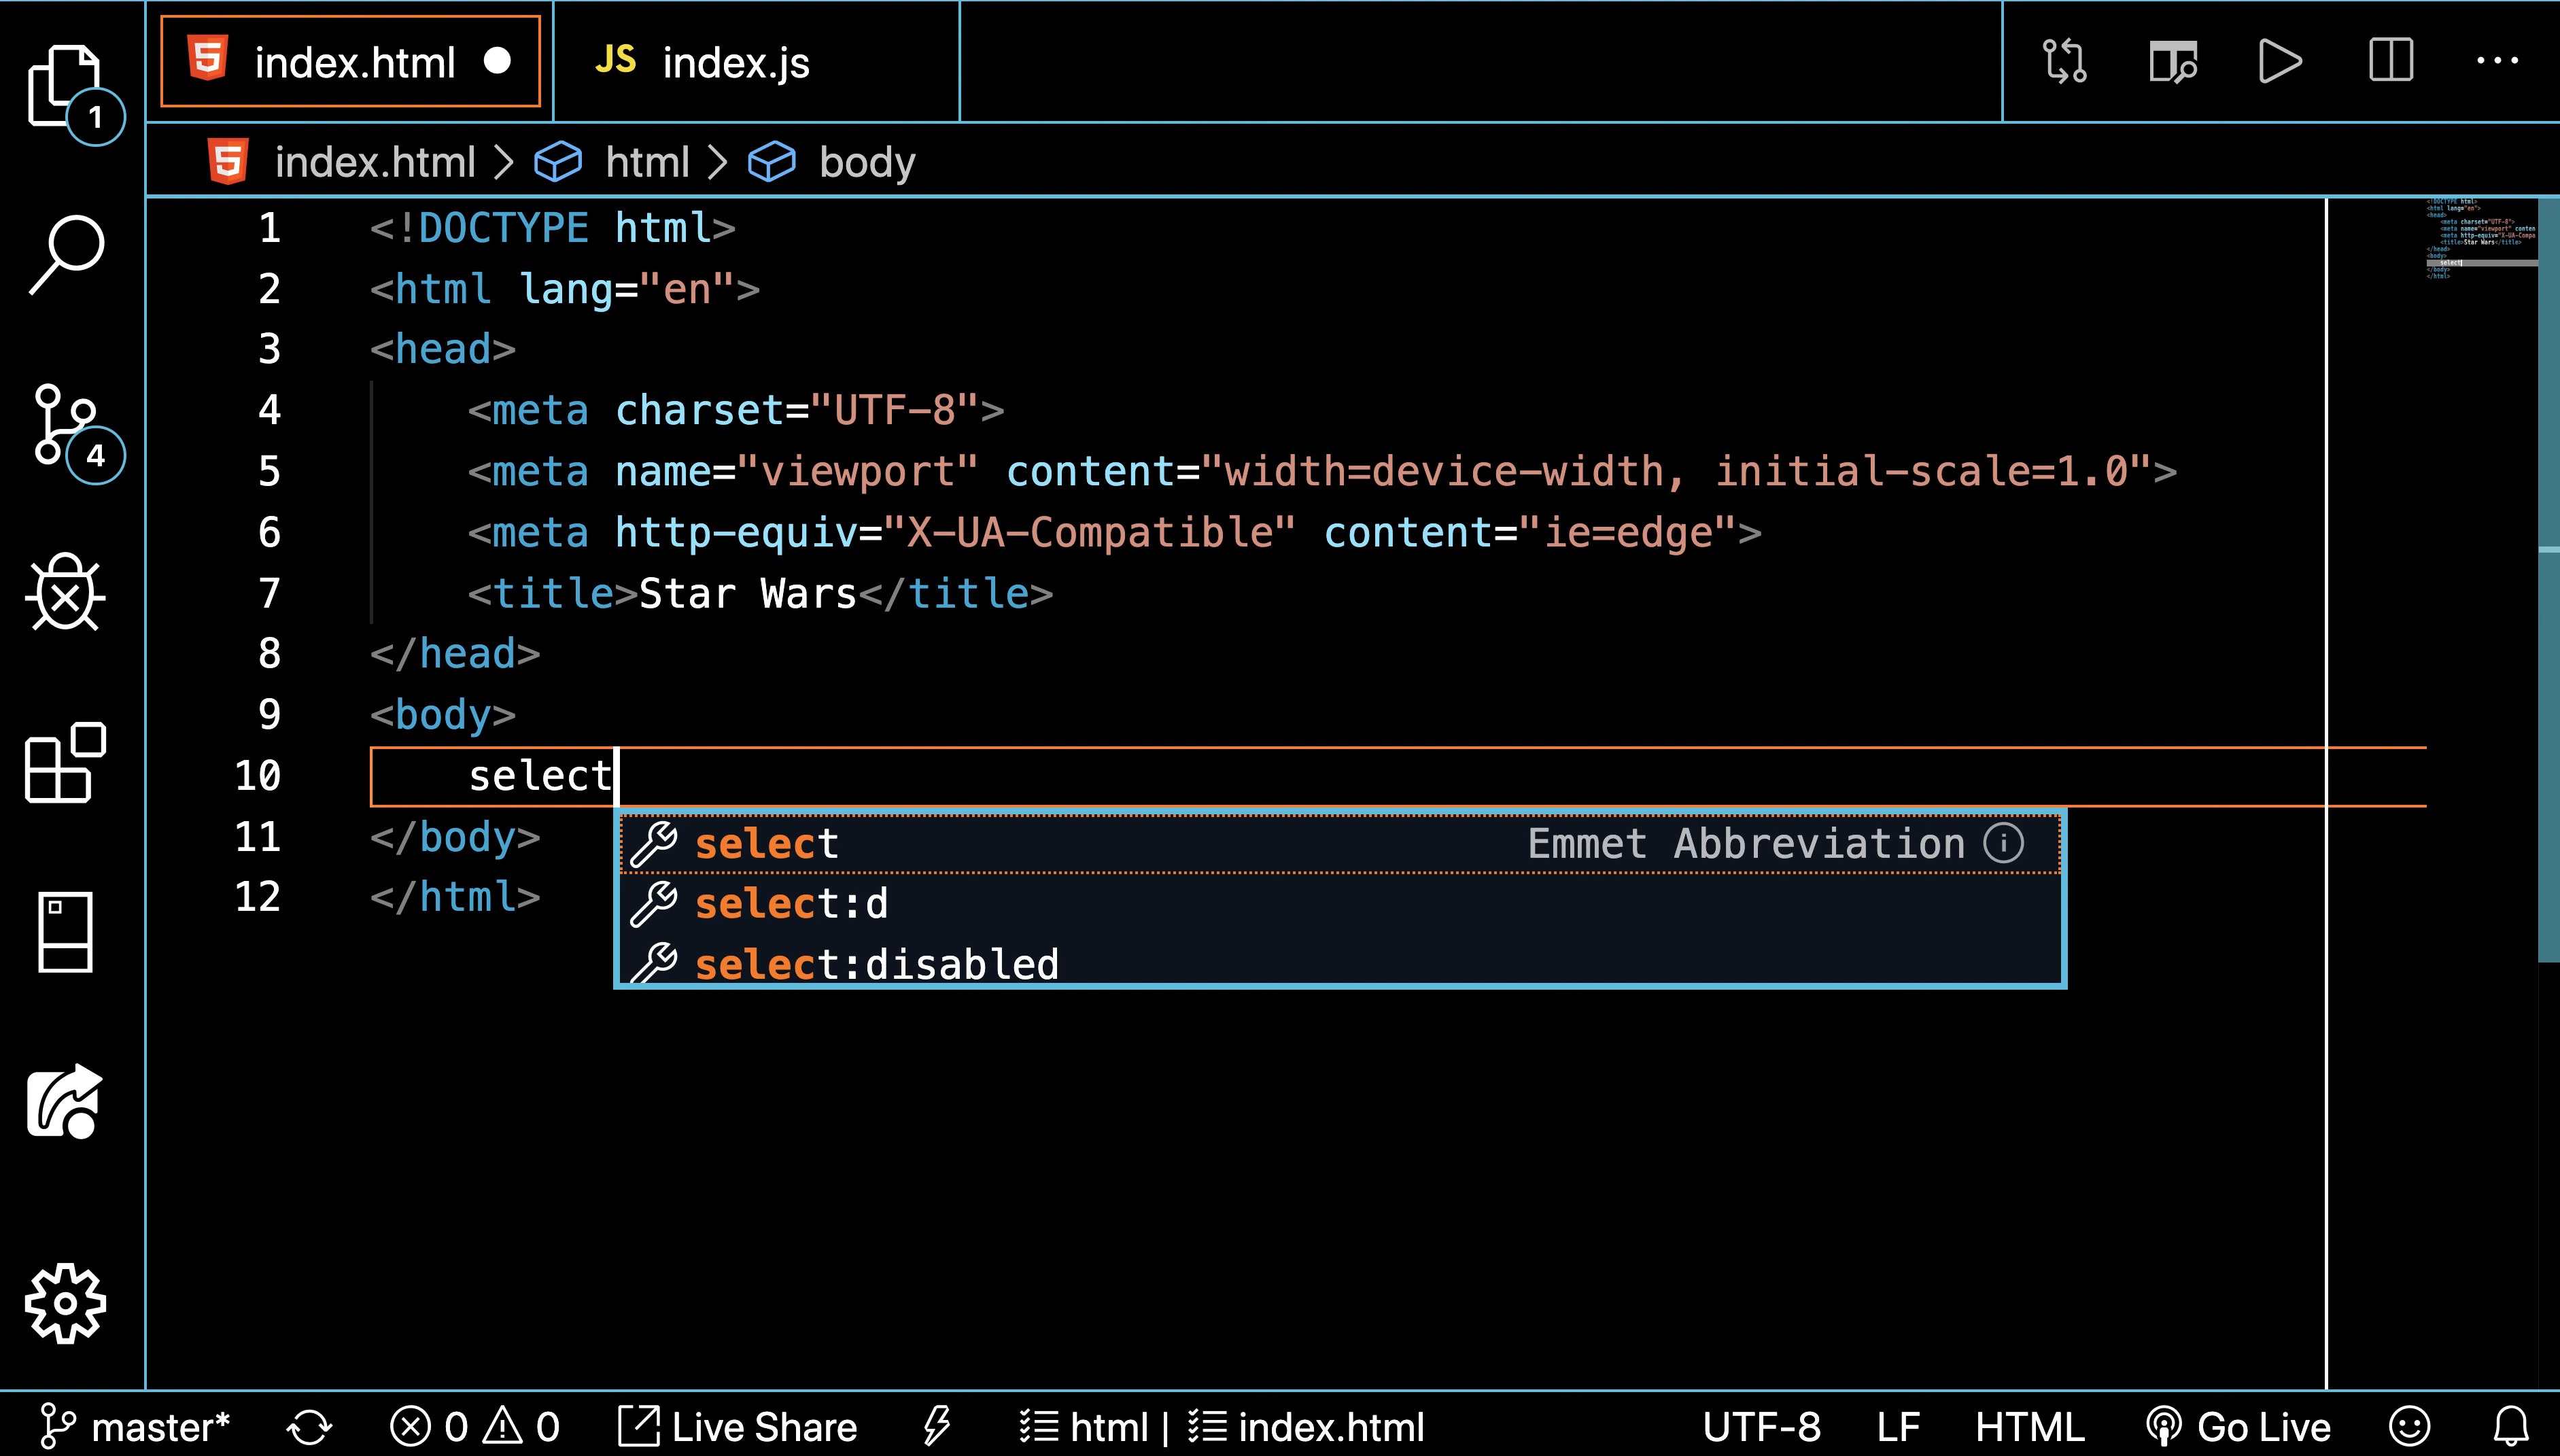 index.html
JS index.js
1
index.html > html > body
1 <!DOCTYPE html>
2 <html lang="en">
3 <head>
4 <meta charset="UTF-8">
5 <meta name="viewport" content="width=device-width, initial-scale=1.0">
6 <meta http-equiv="X-UA-Compatible" content="ie=edge">
4
7 <title>Star Wars</title>
8 </head>
9 <body>
10 select
11 </body>
12 </html>
select Emmet Abbreviation
select:d
select:disabled
master* 0 0 Live Share html | index.html UTF-8 LF HTML Go Live